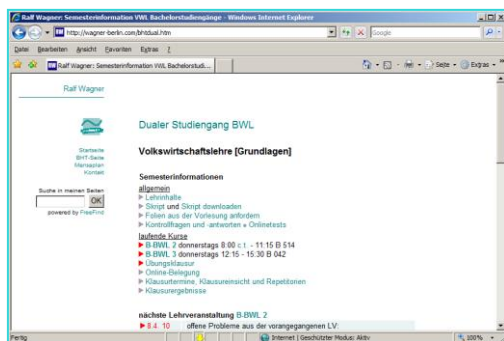 Ralf Wagner: Semesterinformation VWL Bachelorstudiengänge - Windows Internet Explorer
http://wagner-berlin.com/bhtdual.htm
Google
Datei Bearbeiten Ansicht Favoriten Extras ?
Ralf Wagner: Semesterinformation VWL Bachelorstudi...
Seite Extras
Ralf Wagner
Startseite
BHT-Seite
Mensaplan
Kontakt
Suche in meinen Seiten
OK
powered by FreeFind
Dualer Studiengang BWL
Volkswirtschaftslehre [Grundlagen]
Semesterinformationen
allgemein
Lehrinhalte
Skript und Skript downloaden
Folien aus der Vorlesung anfordern
Kontrollfragen und -antworten + Onlinetests
laufende Kurse
B-BWL 2 donnerstags 8:00 c.t. - 11:15 B 514
B-BWL 3 donnerstags 12:15 - 15:30 B 042
Übungsklausur
Online-Belegung
Klausurtermine, Klausureinsicht und Repetitorien
Klausurergebnisse
nächste Lehrveranstaltung B-BWL 2
8.4. 10 offene Probleme aus der vorangegangenen LV:
Fertig
Internet | Geschützter Modus: Aktiv
100%